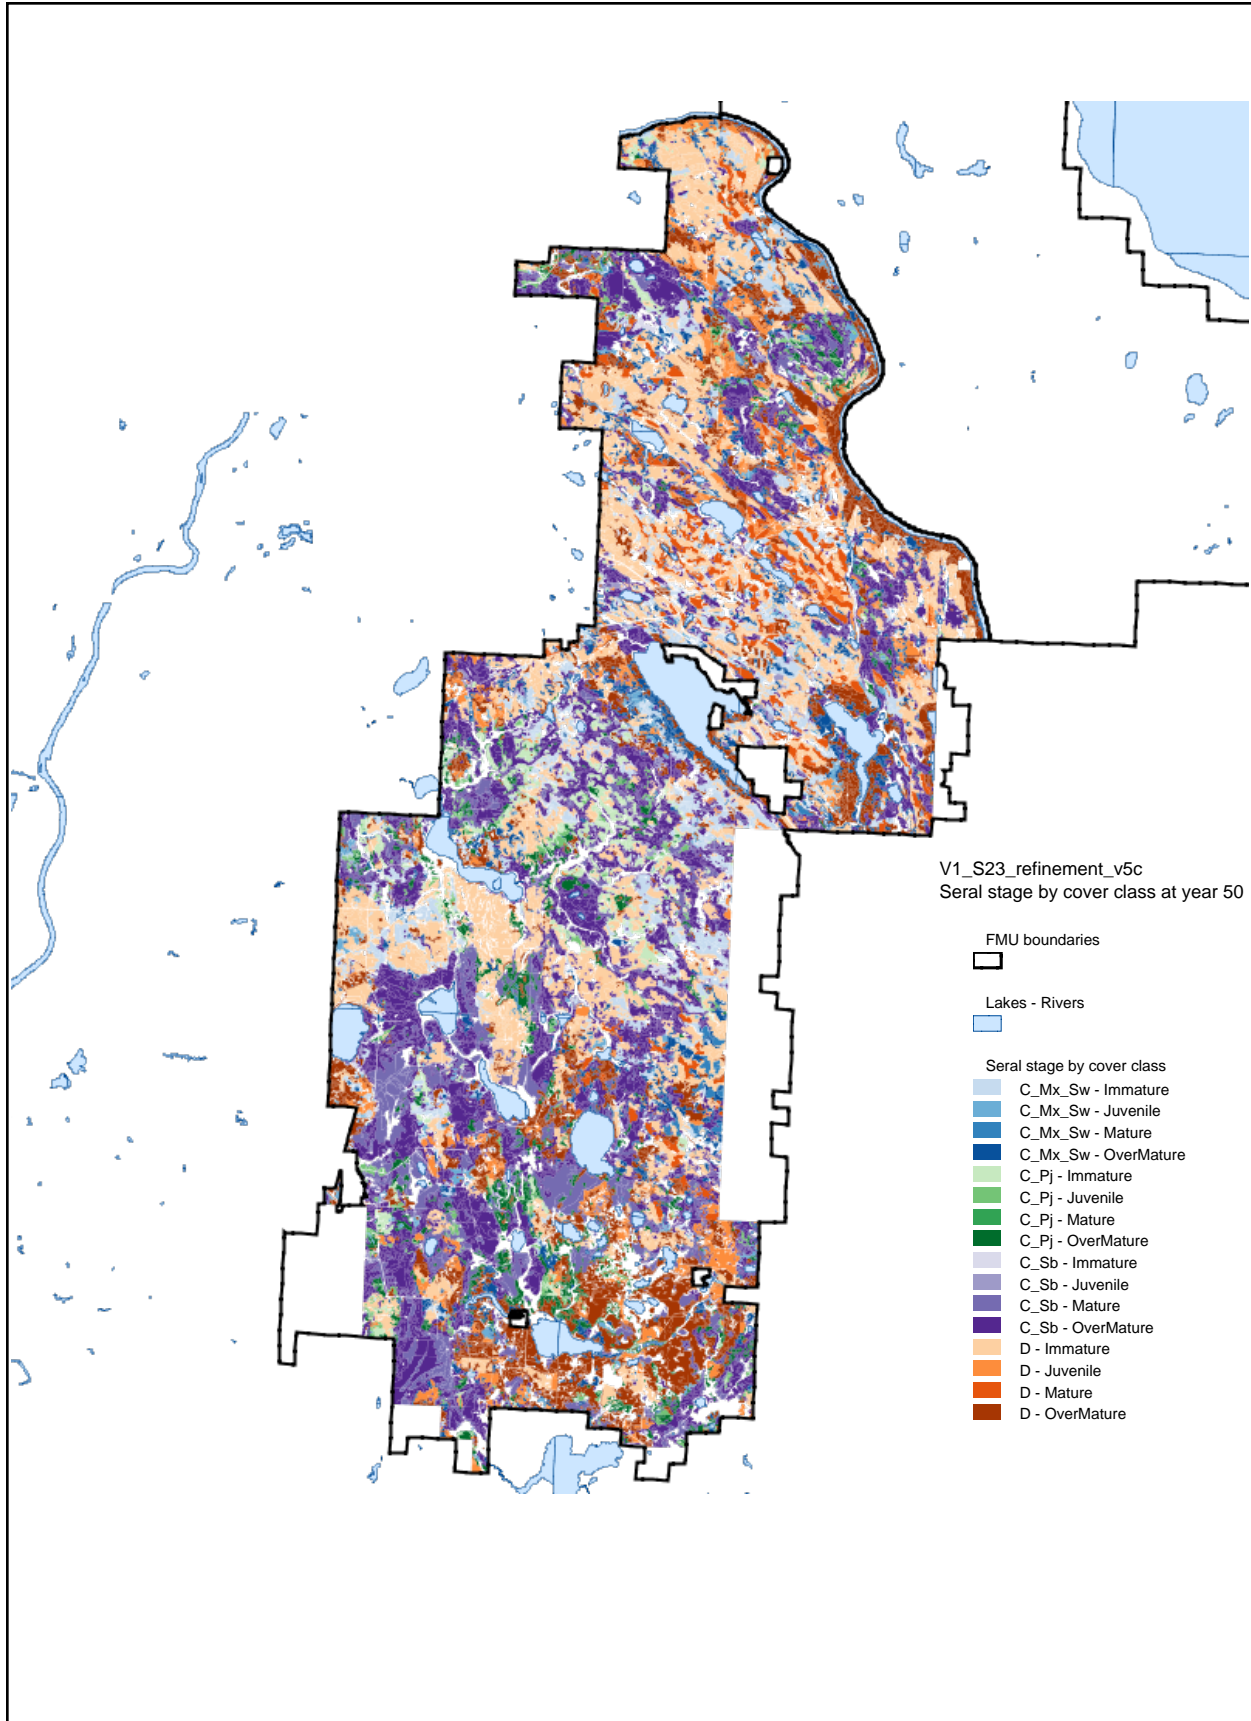 V1_S23_refinement_v5c
Seral stage by cover class at year 50
FMU boundaries
Lakes - Rivers
Seral stage by cover class
C_Mx_Sw - Immature
C_Mx_Sw - Juvenile
C_Mx_Sw - Mature
C_Mx_Sw - OverMature
C_Pj - Immature
C_Pj - Juvenile
C_Pj - Mature
C_Pj - OverMature
C_Sb - Immature
C_Sb - Juvenile
C_Sb - Mature
C_Sb - OverMature
D - Immature
D - Juvenile
D - Mature
D - OverMature